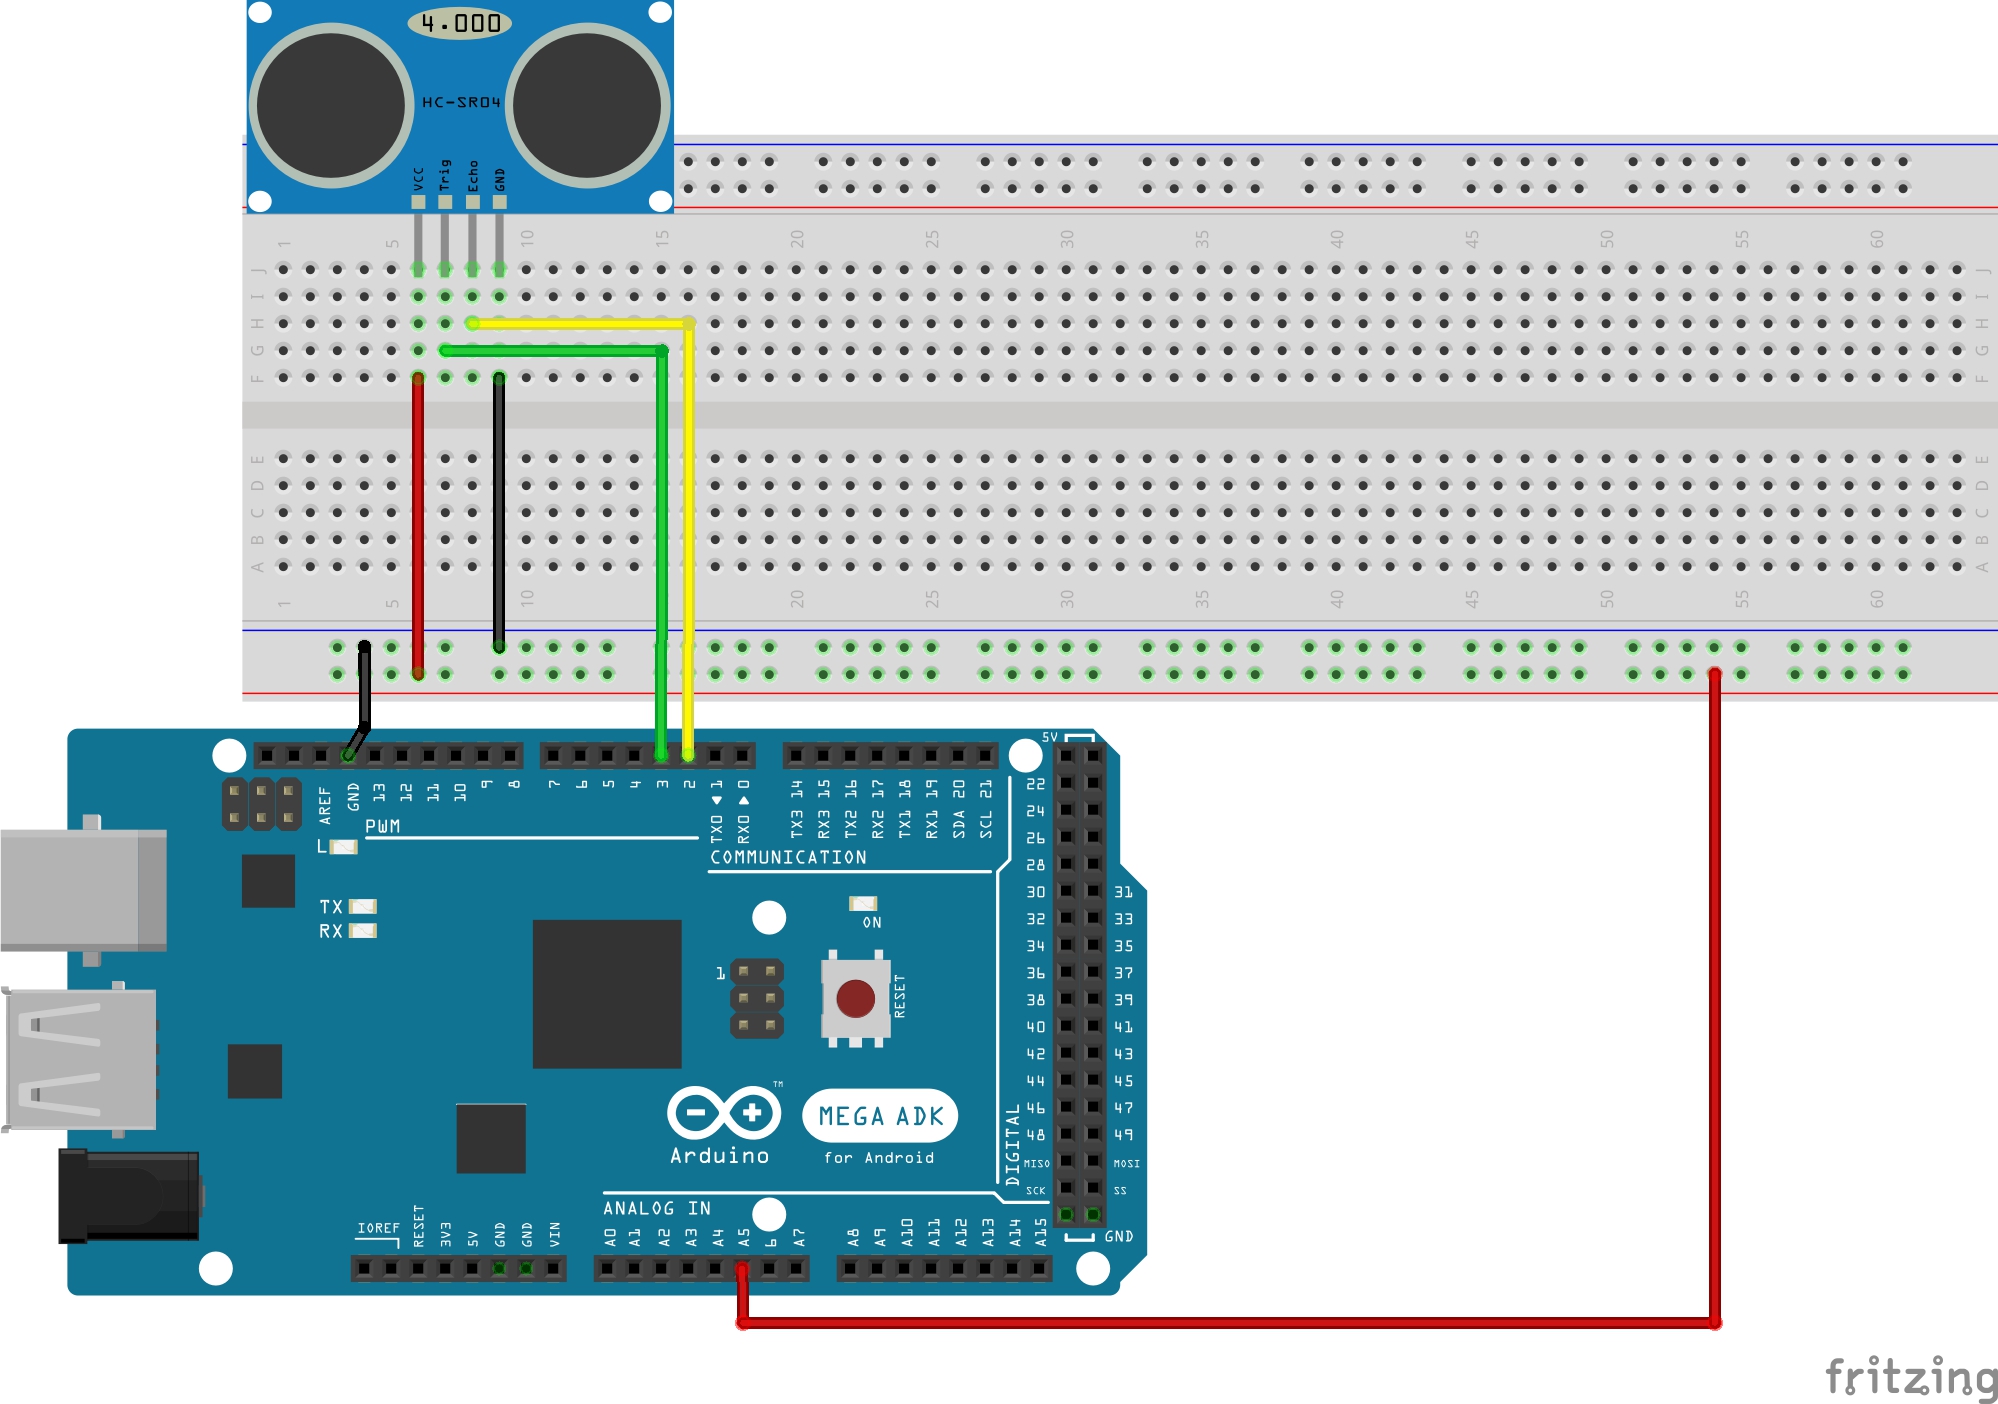 4.000
HC-SR04
VCC Trig Echo GND
1 5 10 15 20 25 30 35 40 45 50 55 60
J J
I I
H H
G G
F F
E E
D D
C C
B B
A A
1 5 10 20 25 30 35 40 45 50 55 60
5V
AREF GND 13 12 11 10 9 8 7 6 5 4 3 2 TX0 1 RX0 0 TX3 14 RX3 15 TX2 16 RX2 17 TX1 18 RX1 19 SDA 20 SCL 21
PWM
L
COMMUNICATION
22
24
26
28
30 31
32 33
34 35
36 37
38 39
40 41
42 43
44 45
46 47
48 49
MISO MOSI
SCK SS
GND
DIGITAL
TX
RX
ON
1
RESET
TM
MEGA ADK
Arduino
for Android
ANALOG IN
IOREF RESET 3V3 5V GND GND VIN A0 A1 A2 A3 A4 A5 6 A7 A8 A9 A10 A11 A12 A13 A14 A15
fritzing